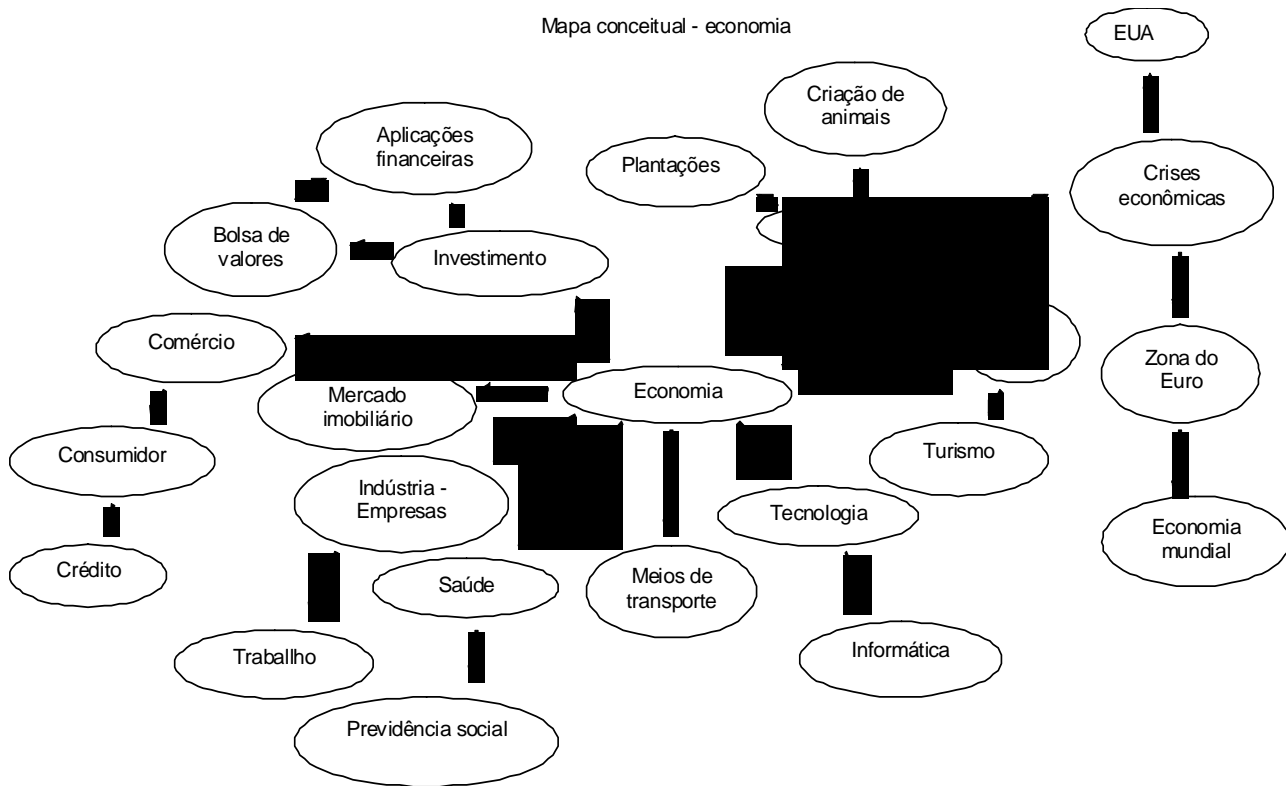 Mapa conceitual - economia
EUA
Criação de
animais
Aplicações
financeiras
Plantações
Crises
econômicas
Bolsa de
valores
Investimento
Comércio
Zona do
Euro
Mercado
imobiliário
Economia
Consumidor
Turismo
Indústria -
Empresas
Tecnologia
Economia
mundial
Crédito
Saúde
Meios de
transporte
Traballho
Informática
Previdência social